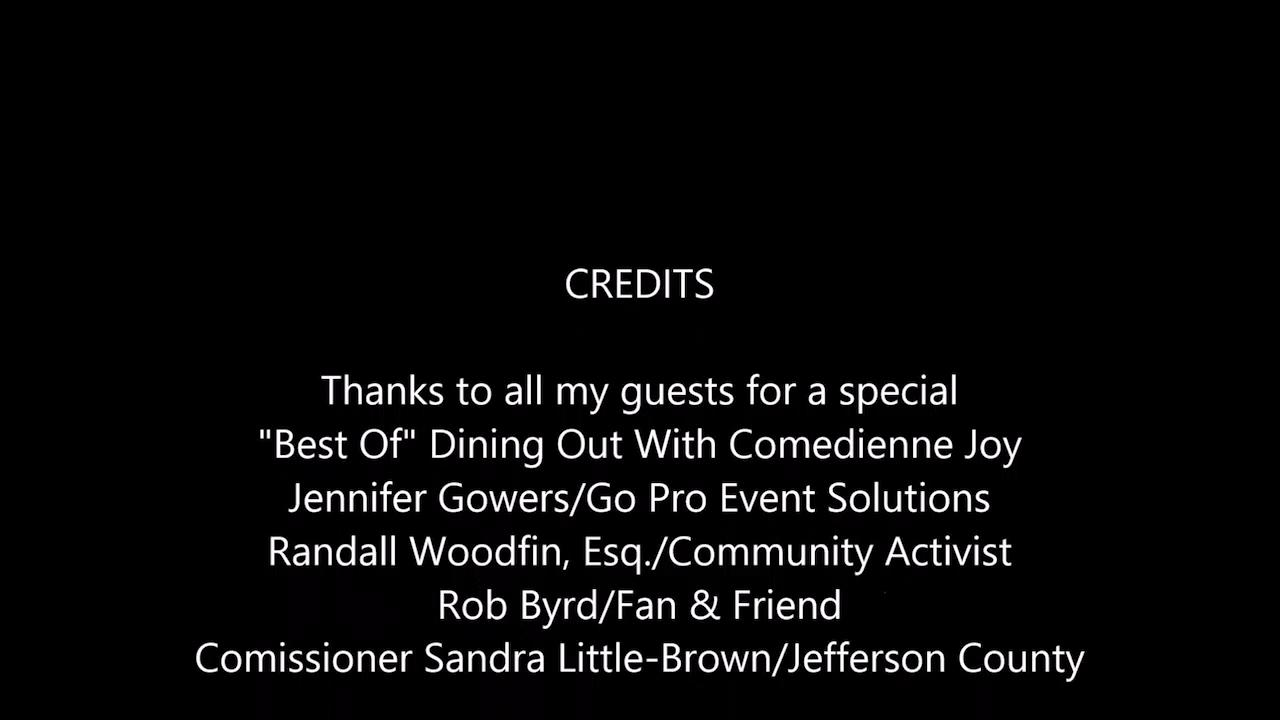 CREDITS
Thanks to all my guests for a special
"Best Of" Dining Out With Comedienne Joy
Jennifer Gowers/Go Pro Event Solutions
Randall Woodfin, Esq./Community Activist
Rob Byrd/Fan & Friend
Comissioner Sandra Little-Brown/Jefferson County